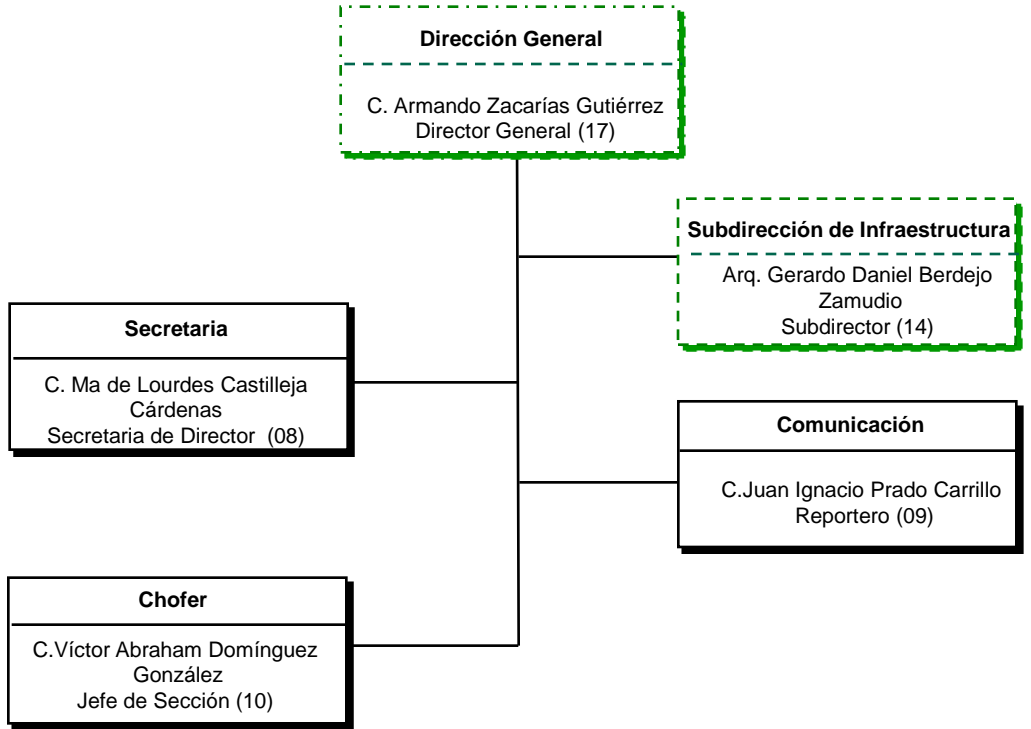 Dirección General
C. Armando Zacarías Gutiérrez
Director General (17)
Subdirección de Infraestructura
Arq. Gerardo Daniel Berdejo
Zamudio
Subdirector (14)
Secretaria
C. Ma de Lourdes Castilleja
Cárdenas
Secretaria de Director (08)
Comunicación
C.Juan Ignacio Prado Carrillo
Reportero (09)
Chofer
C.Víctor Abraham Domínguez
González
Jefe de Sección (10)